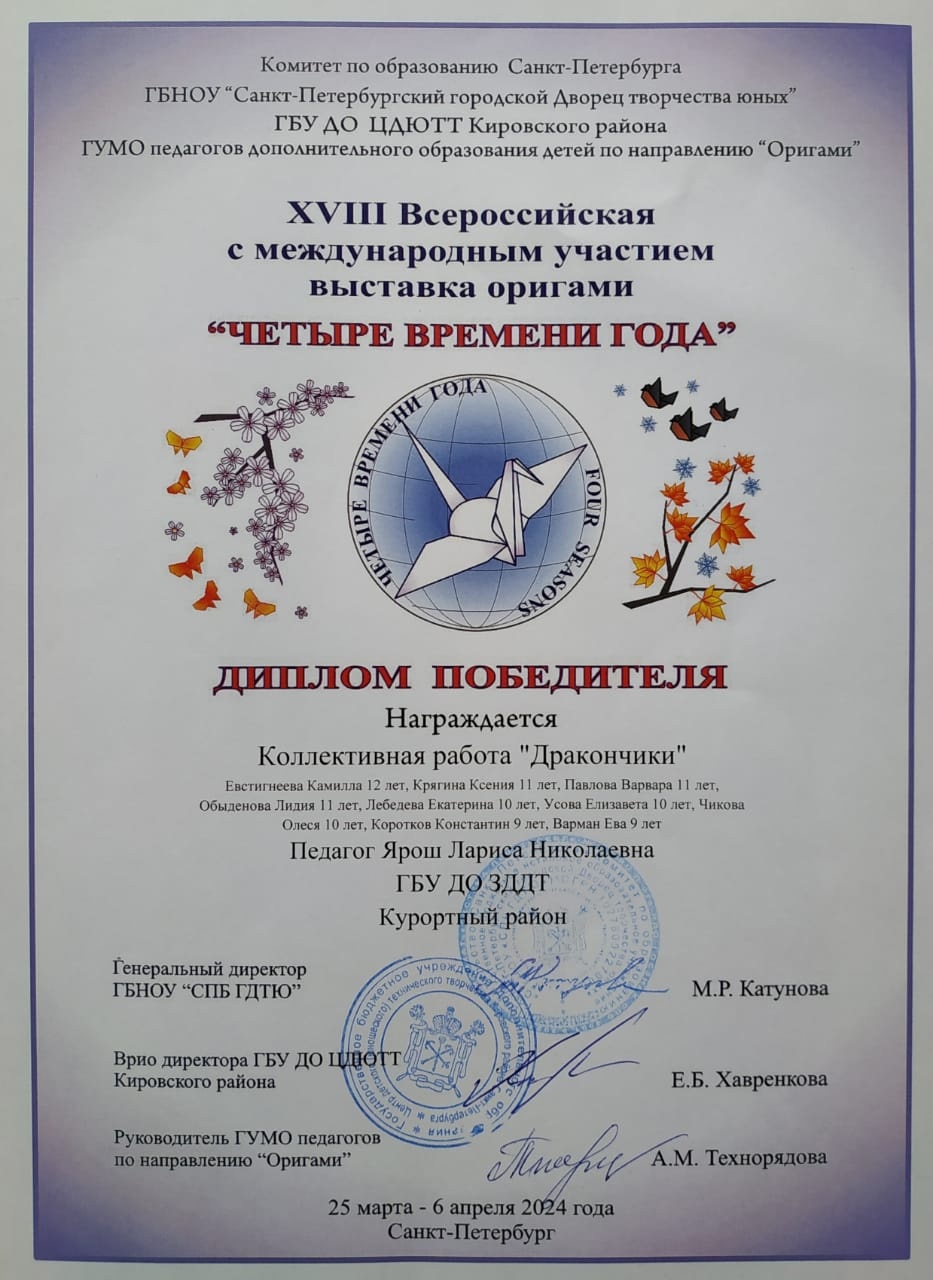 Комитет по образованию Санкт-Петербурга
ГБНОУ “Санкт-Петербургский городской Дворец творчества юных”
ГБУ ДО ЦДЮТТ Кировского района
ГУМО педагогов дополнительного образования детей по направлению “Оригами”
XVIII Всероссийская
с международным участием
выставка оригами
“ЧЕТЫРЕ ВРЕМЕНИ ГОДА”
ЧЕТЫРЕ ВРЕМЕНИ ГОДА
FOUR SEASONS
ДИПЛОМ ПОБЕДИТЕЛЯ
Награждается
Коллективная работа "Дракончики"
Евстигнеева Камилла 12 лет, Крягина Ксения 11 лет, Павлова Варвара 11 лет,
Обыденова Лидия 11 лет, Лебедева Екатерина 10 лет, Усова Елизавета 10 лет, Чикова
Олеся 10 лет, Коротков Константин 9 лет, Варман Ева 9 лет
Педагог Ярош Лариса Николаевна
ГБУ ДО ЗДДТ
Курортный район
Генеральный директор
ГБНОУ “СПБ ГДТЮ”
М.Р. Катунова
Врио директора ГБУ ДО ЦДЮТТ
Кировского района
Е.Б. Хавренкова
Руководитель ГУМО педагогов
по направлению “Оригами”
А.М. Технорядова
25 марта - 6 апреля 2024 года
Санкт-Петербург